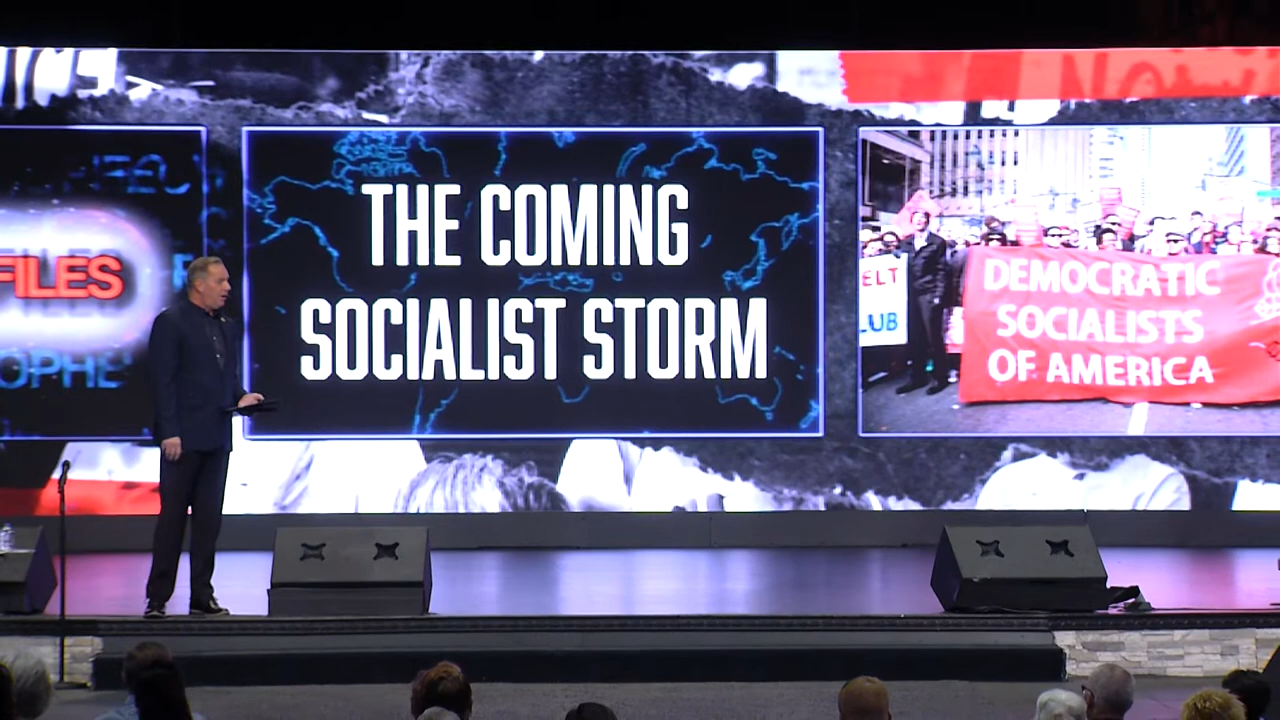 FILES
THE COMING
SOCIALIST STORM
DEMOCRATIC
SOCIALISTS
OF AMERICA